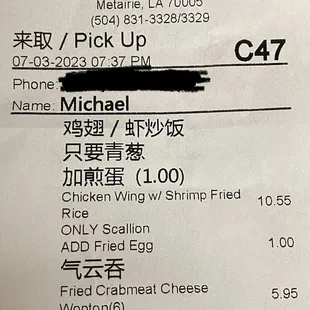 Metairie, LA 70005
(504) 831-3328/3329
来取 / Pick Up
C47
07-03-2023 07:37 PM
Phone:
Name: Michael
鸡翅 / 虾炒饭
只要青葱
加煎蛋 (1.00)
Chicken Wing w/ Shrimp Fried 10.55
Rice
ONLY Scallion
ADD Fried Egg 1.00
气云吞
Fried Crabmeat Cheese 5.95
Wonton(6)